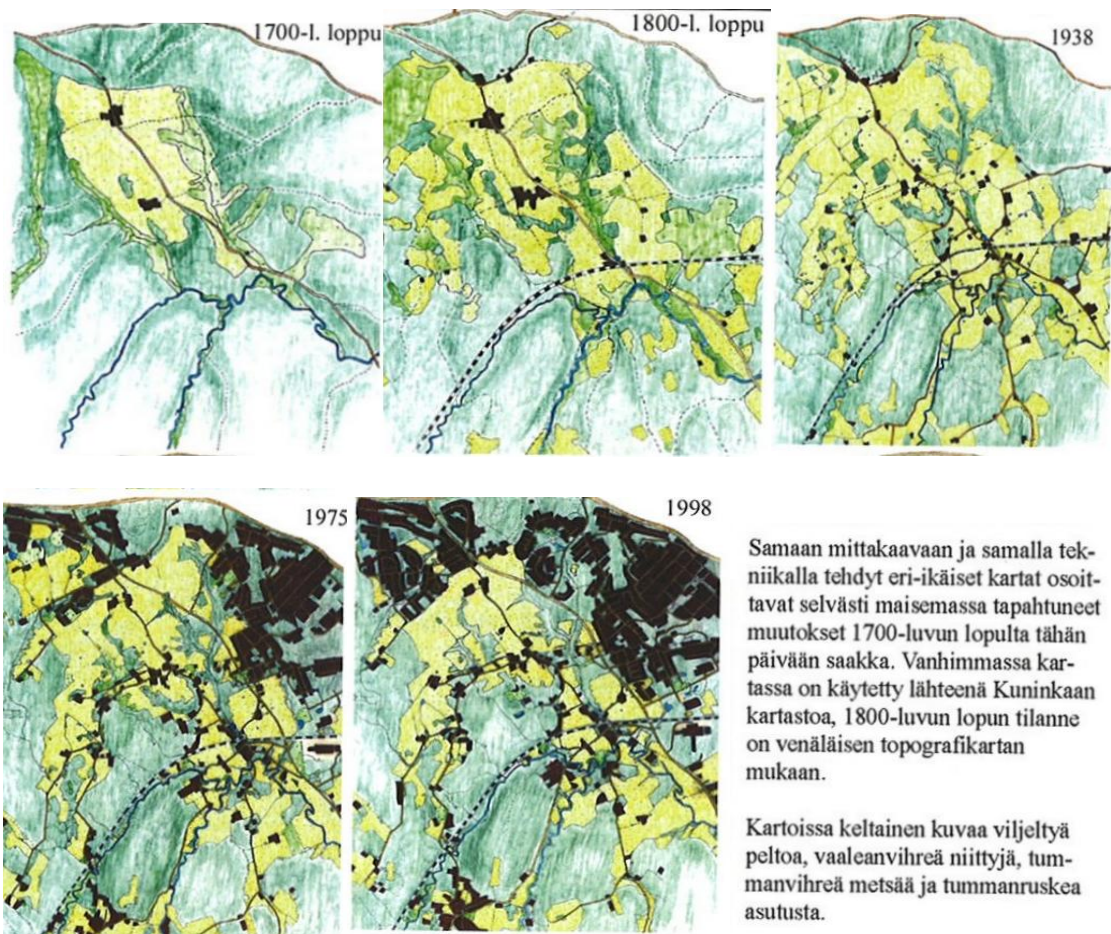 1700-l. loppu
1800-l. loppu
1938
1975
1998
Samaan mittakaavaan ja samalla tek-
niikalla tehdyt eri-ikäiset kartat osoit-
tavat selvästi maisemassa tapahtuneet
muutokset 1700-luvun lopulta tähän
päivään saakka. Vanhimmassa kar-
tassa on käytetty lähteenä Kuninkaan
kartastoa, 1800-luvun lopun tilanne
on venäläisen topografikartan
mukaan.
Kartoissa keltainen kuvaa viljeltyä
peltoa, vaaleanvihreä niittyjä, tum-
manvihreä metsää ja tummanruskea
asutusta.